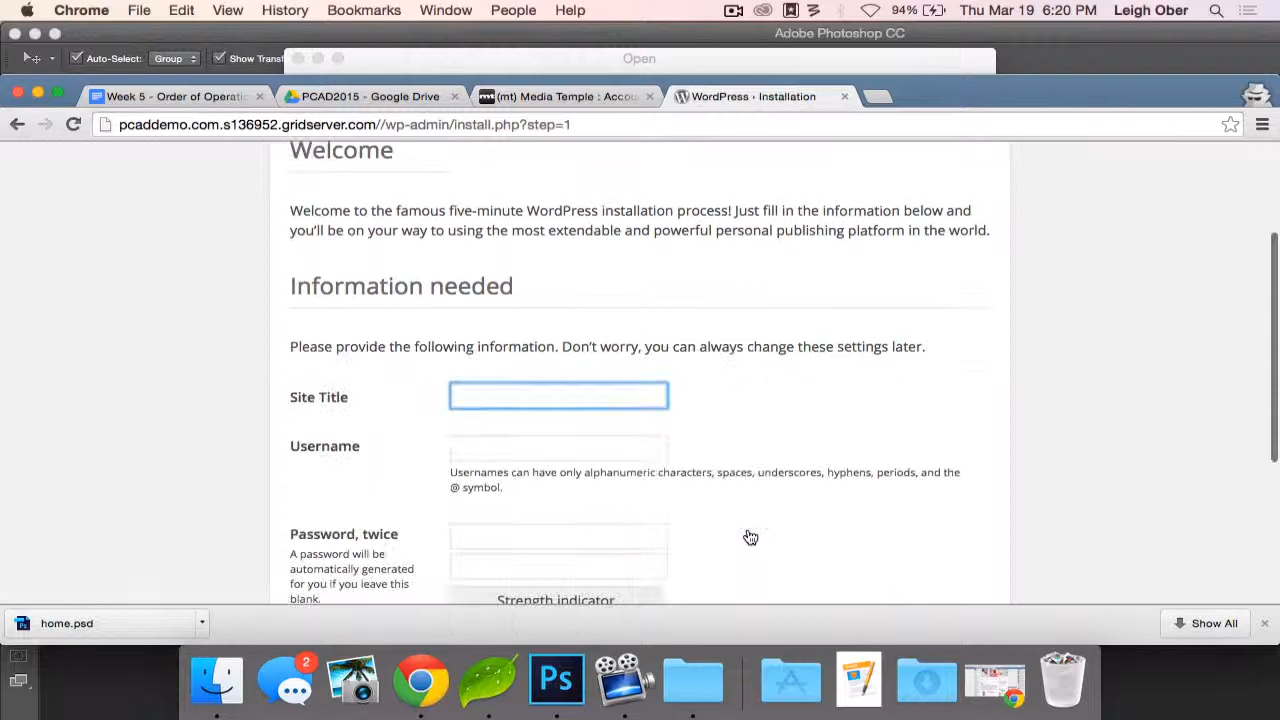 Chrome File Edit View History Bookmarks Window People Help 94% Thu Mar 19 6:20 PM Leigh Ober
Adobe Photoshop CC
Auto-Select: Group Show Transf
Open
Week 5 - Order of Operatio
PCAD2015 - Google Drive
(mt) Media Temple : Accou
WordPress › Installation
pcaddemo.com.s136952.gridserver.com//wp-admin/install.php?step=1
Welcome
Welcome to the famous five-minute WordPress installation process! Just fill in the information below and
you’ll be on your way to using the most extendable and powerful personal publishing platform in the world.
Information needed
Please provide the following information. Don’t worry, you can always change these settings later.
Site Title
Username
Usernames can have only alphanumeric characters, spaces, underscores, hyphens, periods, and the
@ symbol.
Password, twice
A password will be
automatically generated
for you if you leave this
blank.
Strength indicator
home.psd
Show All
2
Ps